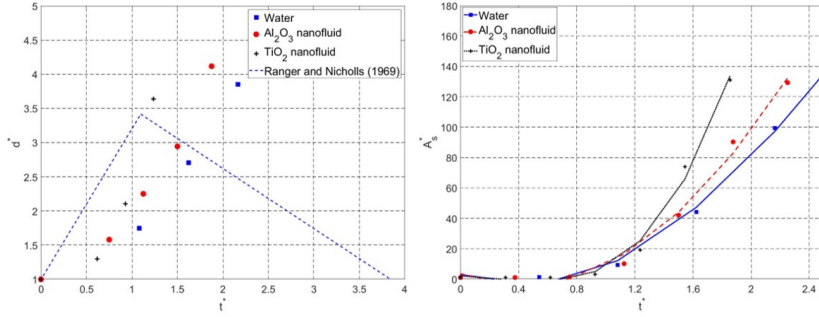 Water
Al2O3 nanofluid
TiO2 nanofluid
Ranger and Nicholls (1969)
5
4.5
4
3.5
3
2.5
2
1.5
1
d*
0 0.5 1 1.5 2 2.5 3 3.5 4
t*
Water
Al2O3 nanofluid
TiO2 nanofluid
180
160
140
120
100
80
60
40
20
0
As*
0 0.4 0.8 1.2 1.6 2 2.4
t*